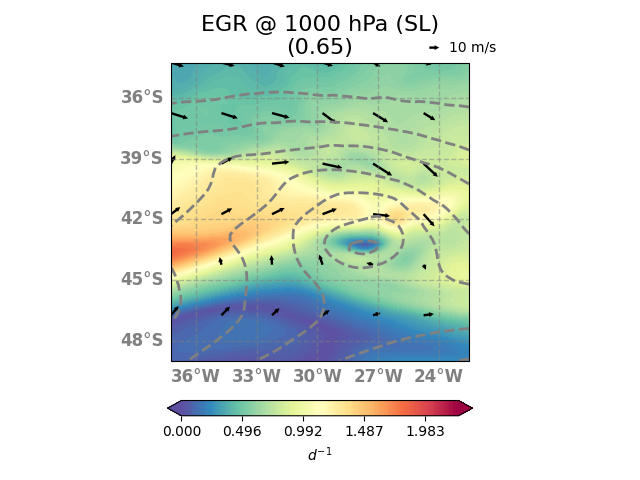 EGR @ 1000 hPa (SL)
(0.65)
10 m/s
36°S
39°S
42°S
45°S
48°S
36°W 33°W 30°W 27°W 24°W
0.000 0.496 0.992 1.487 1.983
d⁻¹